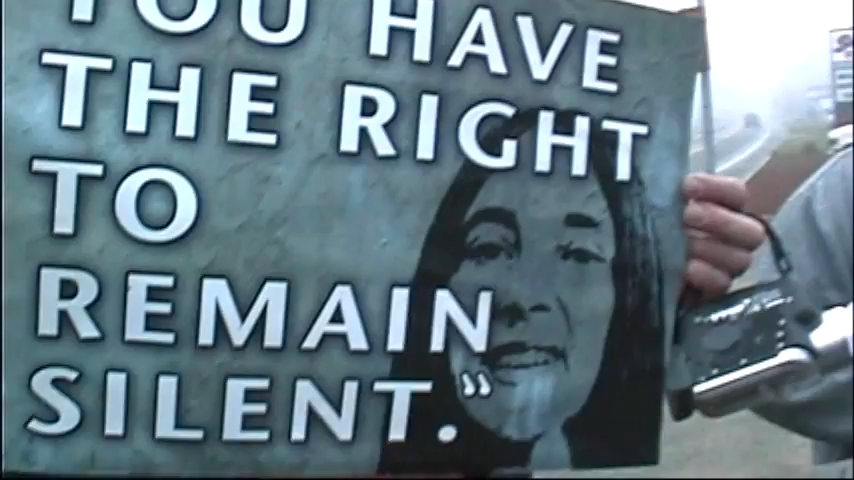 YOU HAVE
THE RIGHT
TO
REMAIN
SILENT.”